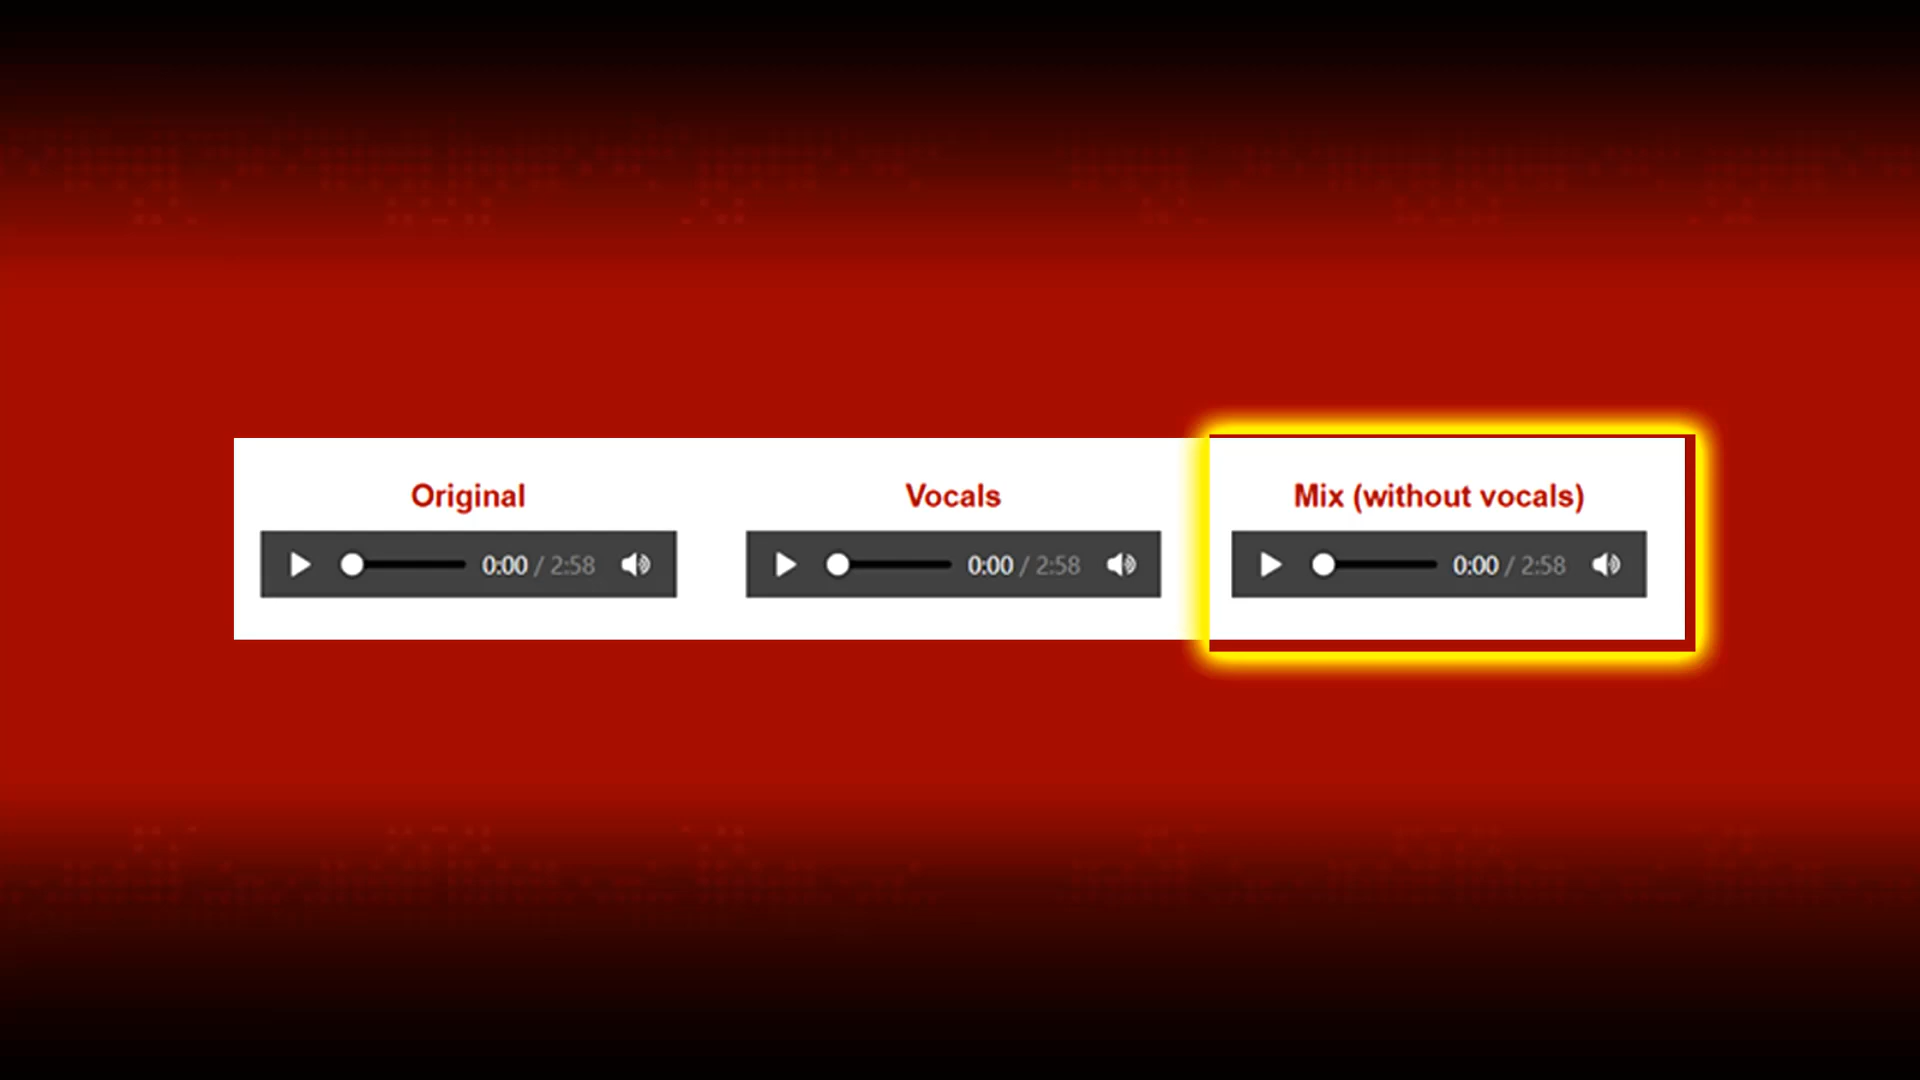 Original
Vocals
Mix (without vocals)
0:00 / 2:58
0:00 / 2:58
0:00 / 2:58